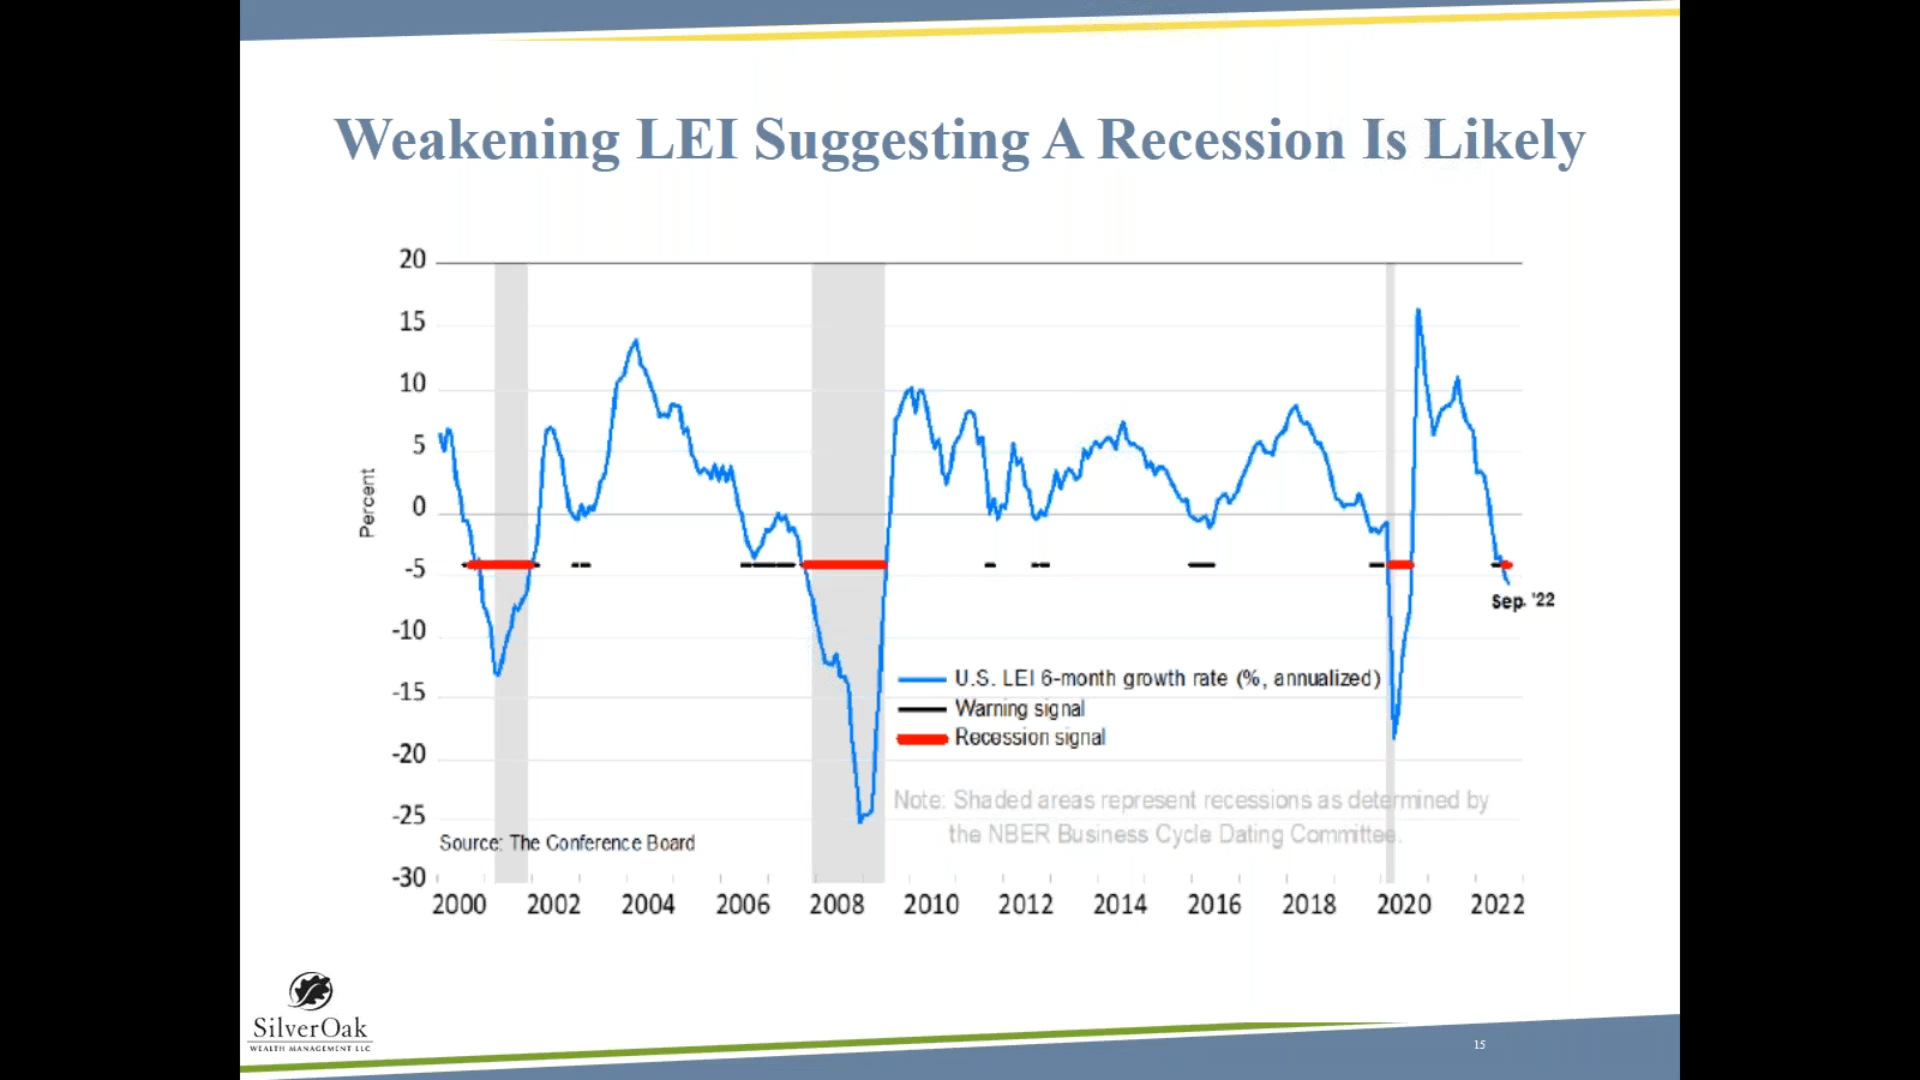 Weakening LEI Suggesting A Recession Is Likely
20
15
10
5
0
-5
-10
-15
-20
-25
-30
Percent
Sep. '22
U.S. LEI 6-month growth rate (%, annualized)
Warning signal
Recession signal
Note: Shaded areas represent recessions as determined by
the NBER Business Cycle Dating Committee.
Source: The Conference Board
2000 2002 2004 2006 2008 2010 2012 2014 2016 2018 2020 2022
SilverOak
WEALTH MANAGEMENT LLC
15